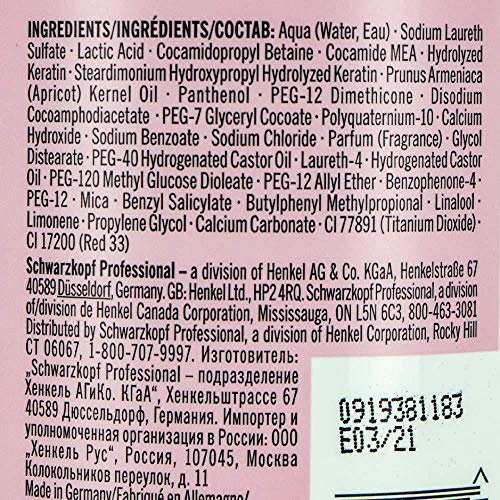 INGREDIENTS/INGRÉDIENTS/СОСТАВ: Aqua (Water, Eau) • Sodium Laureth
Sulfate • Lactic Acid • Cocamidopropyl Betaine • Cocamide MEA • Hydrolyzed
Keratin • Steardimonium Hydroxypropyl Hydrolyzed Keratin • Prunus Armeniaca
(Apricot) Kernel Oil • Panthenol • PEG-12 Dimethicone • Disodium
Cocoamphodiacetate • PEG-7 Glyceryl Cocoate • Polyquaternium-10 • Calcium
Hydroxide • Sodium Benzoate • Sodium Chloride • Parfum (Fragrance) • Glycol
Distearate • PEG-40 Hydrogenated Castor Oil • Laureth-4 • Hydrogenated Castor
Oil • PEG-120 Methyl Glucose Dioleate • PEG-12 Allyl Ether • Benzophenone-4 •
PEG-12 • Mica • Benzyl Salicylate • Butylphenyl Methylpropional • Linalool •
Limonene • Propylene Glycol • Calcium Carbonate • CI 77891 (Titanium Dioxide) •
CI 17200 (Red 33)
Schwarzkopf Professional – a division of Henkel AG & Co. KGaA, Henkelstraße 67
40589 Düsseldorf, Germany. GB: Henkel Ltd., HP2 4RQ. Schwarzkopf Professional, a division
of/division de Henkel Canada Corporation, Mississauga, ON L5N 6C3, 800-463-3081
Distributed by Schwarzkopf Professional, a division of Henkel Corporation, Rocky Hill
CT 06067, 1-800-707-9997. Изготовитель:
„Schwarzkopf Professional – подразделение
Хенкель АГиКо. КГаА“, Хенкельштрассе 67
40589 Дюссельдорф, Германия. Импортер и
уполномоченная организация в России: ООО
„Хенкель Рус“, Россия, 107045, Москва
Колокольников переулок, д. 11
Made in Germany/Fabriqué en Allemagne/
0919381183
E03/21